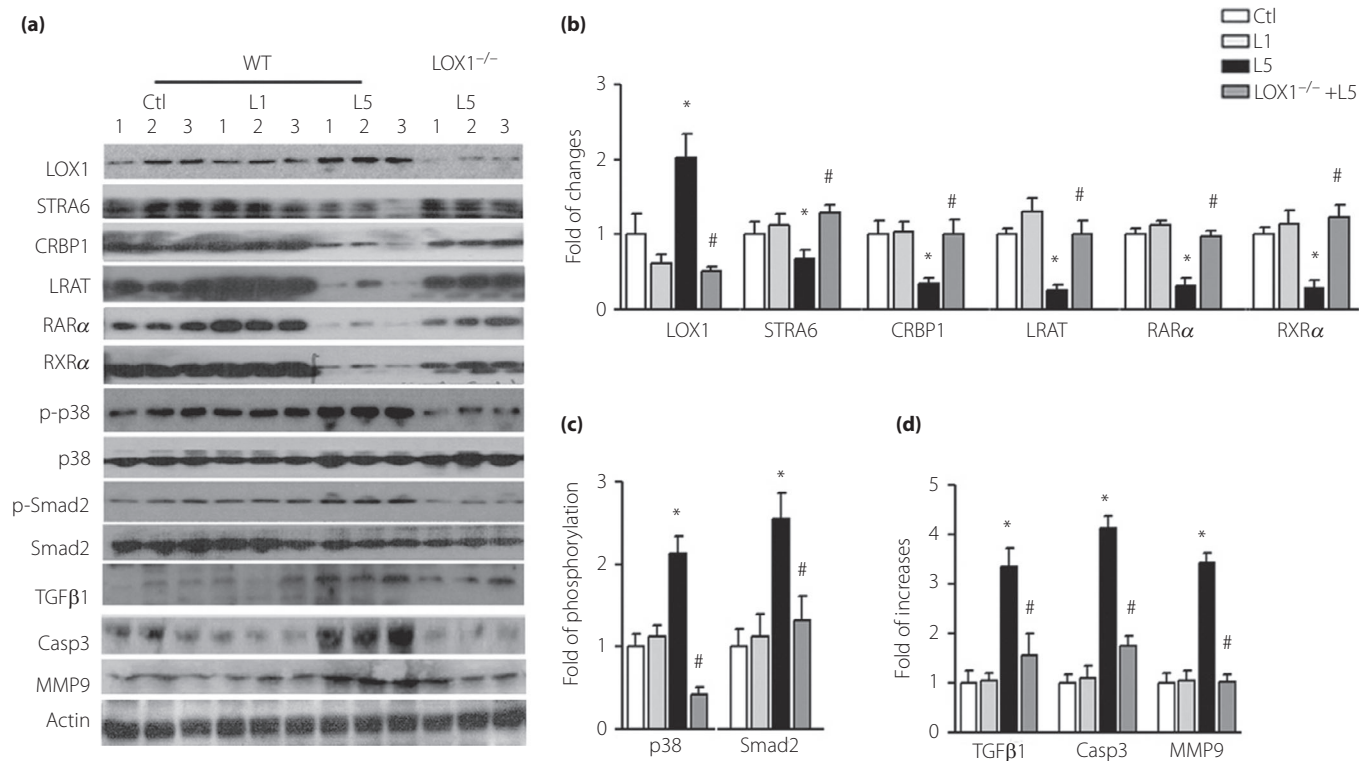 (a)
WT
LOX1–/–
Ctl L1 L5 L5
1 2 3 1 2 3 1 2 3 1 2 3
LOX1
STRA6
CRBP1
LRAT
RARα
RXRα
p-p38
p38
p-Smad2
Smad2
TGFβ1
Casp3
MMP9
Actin
(b)
Ctl
L1
L5
LOX1–/– +L5
Fold of changes
3
2
1
0
* # * # * # * # * # * #
LOX1 STRA6 CRBP1 LRAT RARα RXRα
(c)
Fold of phosphorylation
3
2
1
0
* # * #
p38 Smad2
(d)
Fold of increases
5
4
3
2
1
0
* # * # * #
TGFβ1 Casp3 MMP9